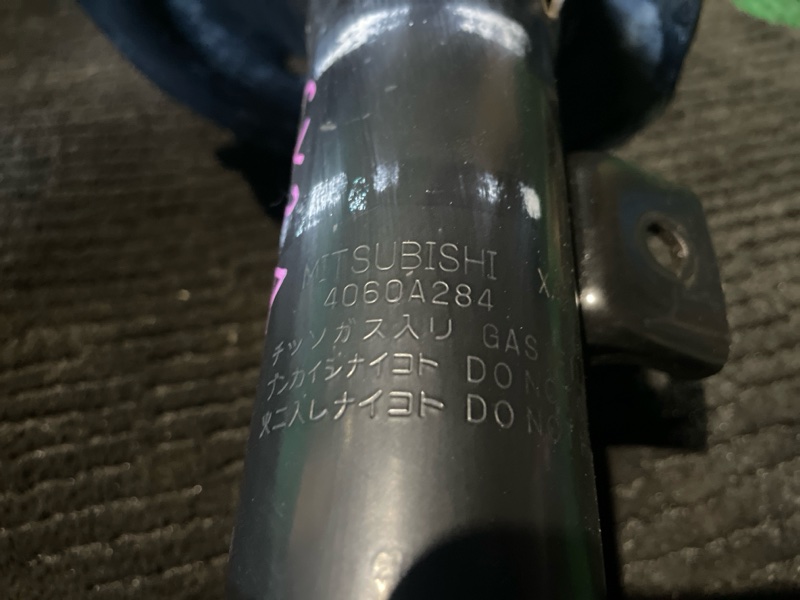 MITSUBISHI X
4060A284
チッソガス入リ GAS
ブンカイシナイコト DO NO
火ニ入レナイコト DO NO